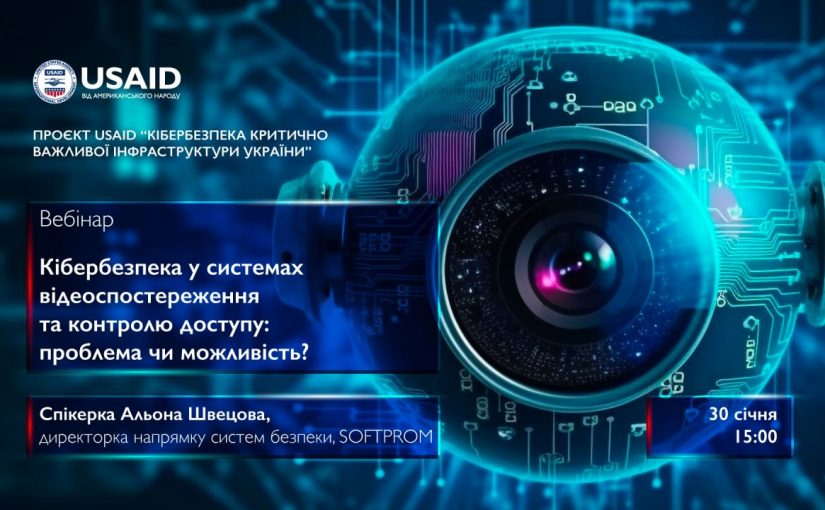 USAID
ВІД АМЕРИКАНСЬКОГО НАРОДУ
ПРОЄКТ USAID “КІБЕРБЕЗПЕКА КРИТИЧНО
ВАЖЛИВОЇ ІНФРАСТРУКТУРИ УКРАЇНИ”
Вебінар
Кібербезпека у системах
відеоспостереження
та контролю доступу:
проблема чи можливість?
Спікерка Альона Швецова,
директорка напрямку систем безпеки, SOFTPROM
30 січня
15:00